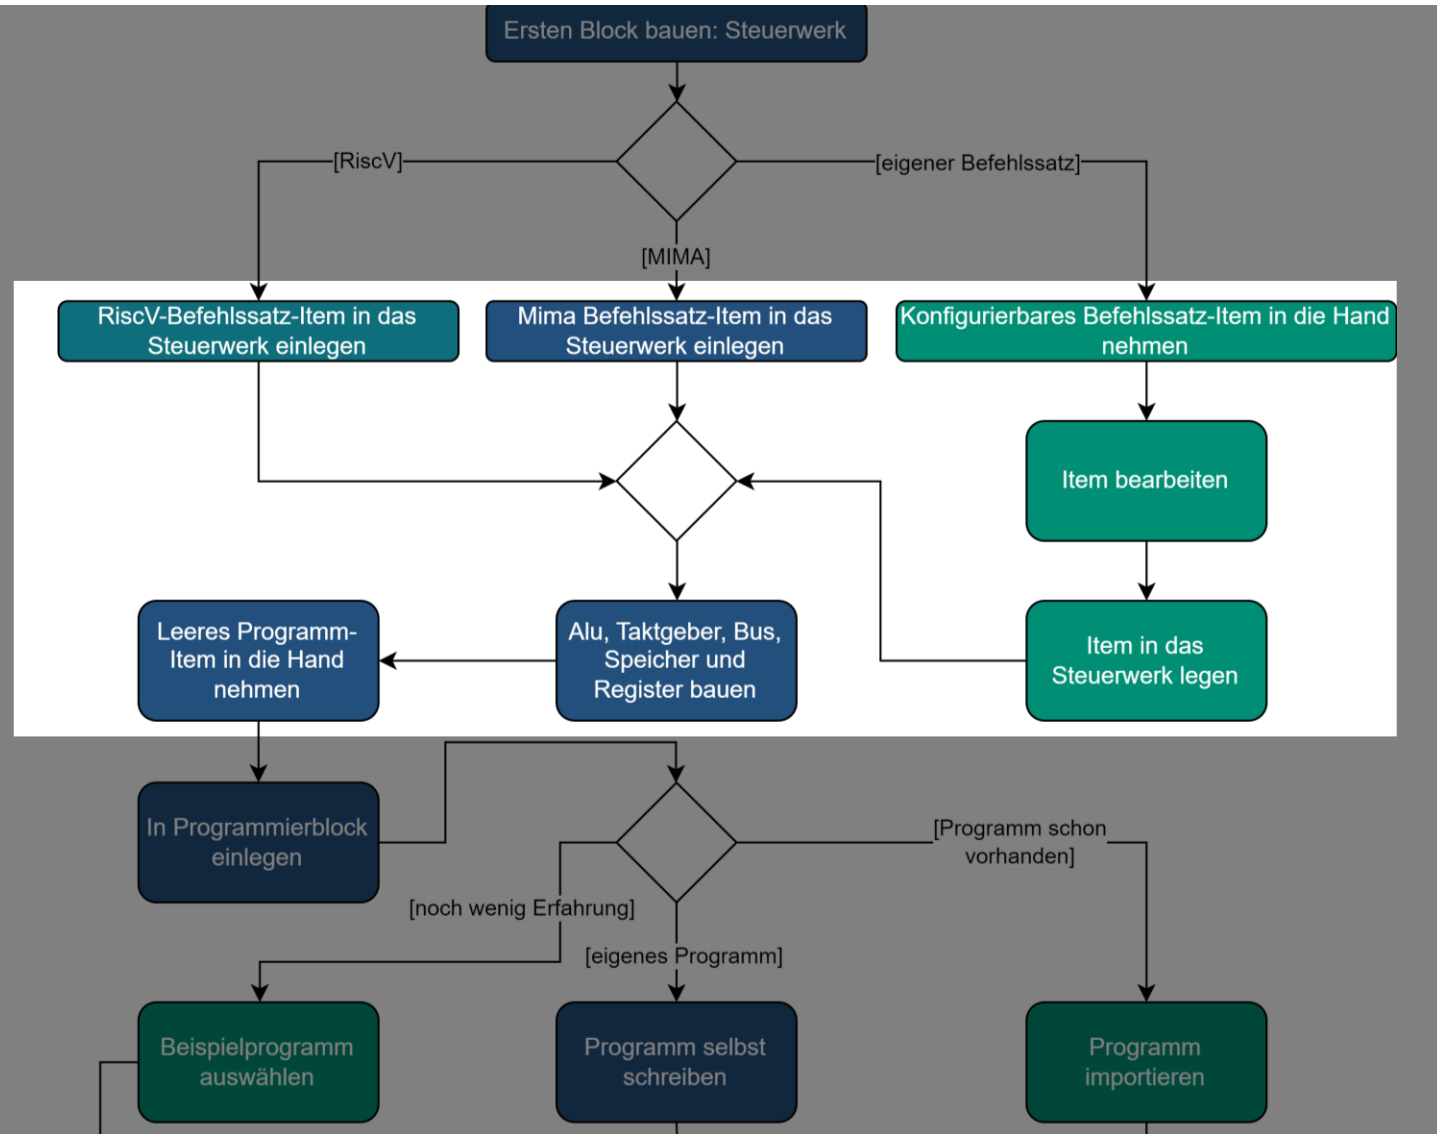 Ersten Block bauen: Steuerwerk
[RiscV]
[eigener Befehlssatz]
[MIMA]
RiscV-Befehlssatz-Item in das
Steuerwerk einlegen
Mima Befehlssatz-Item in das
Steuerwerk einlegen
Konfigurierbares Befehlssatz-Item in die Hand
nehmen
Item bearbeiten
Leeres Programm-
Item in die Hand
nehmen
Alu, Taktgeber, Bus,
Speicher und
Register bauen
Item in das
Steuerwerk legen
In Programmierblock
einlegen
[Programm schon
vorhanden]
[noch wenig Erfahrung]
[eigenes Programm]
Beispielprogramm
auswählen
Programm selbst
schreiben
Programm
importieren